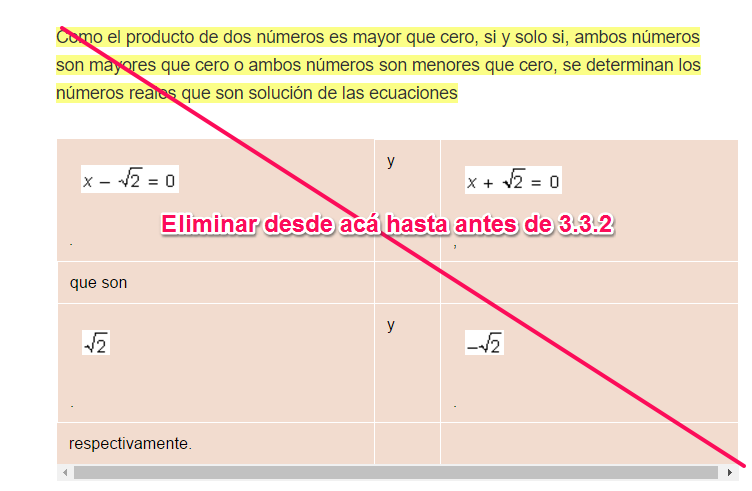 Como el producto de dos números es mayor que cero, si y solo si, ambos números
son mayores que cero o ambos números son menores que cero, se determinan los
números reales que son solución de las ecuaciones
x − √2 = 0 y x + √2 = 0
Eliminar desde acá hasta antes de 3.3.2
. ,
que son
√2 y −√2
. .
respectivamente.